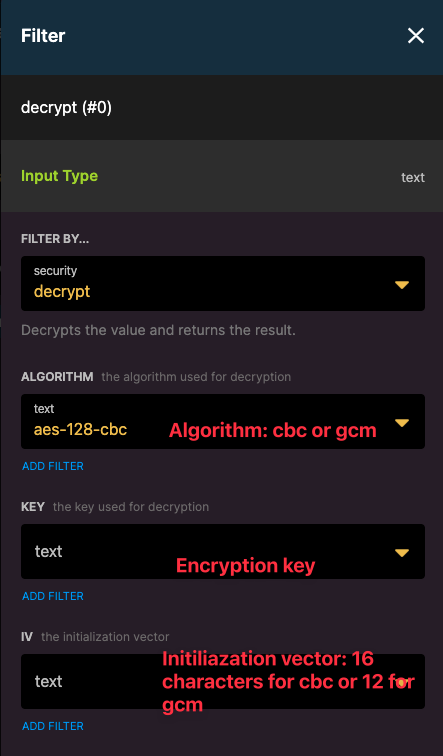 Filter
decrypt (#0)
Input Type text
FILTER BY...
security
decrypt
Decrypts the value and returns the result.
ALGORITHM the algorithm used for decryption
text
aes-128-cbc
Algorithm: cbc or gcm
ADD FILTER
KEY the key used for decryption
text
Encryption key
ADD FILTER
IV the initialization vector
Initiliazation vector: 16
text
characters for cbc or 12 for
gcm
ADD FILTER